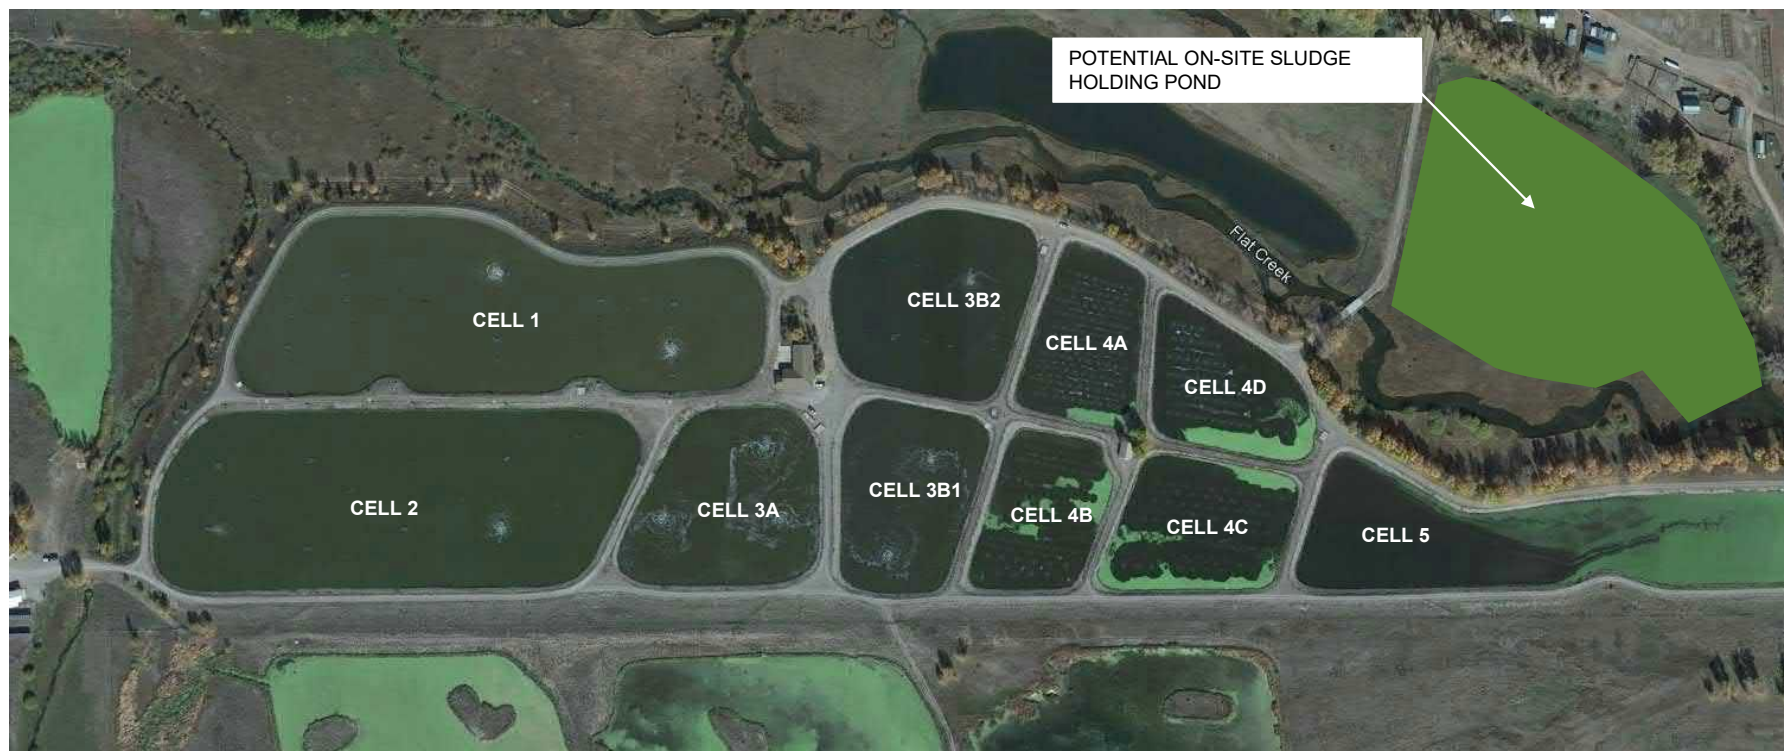 POTENTIAL ON-SITE SLUDGE
HOLDING POND
Flat Creek
CELL 1
CELL 3B2
CELL 4A
CELL 4D
CELL 2
CELL 3A
CELL 3B1
CELL 4B
CELL 4C
CELL 5